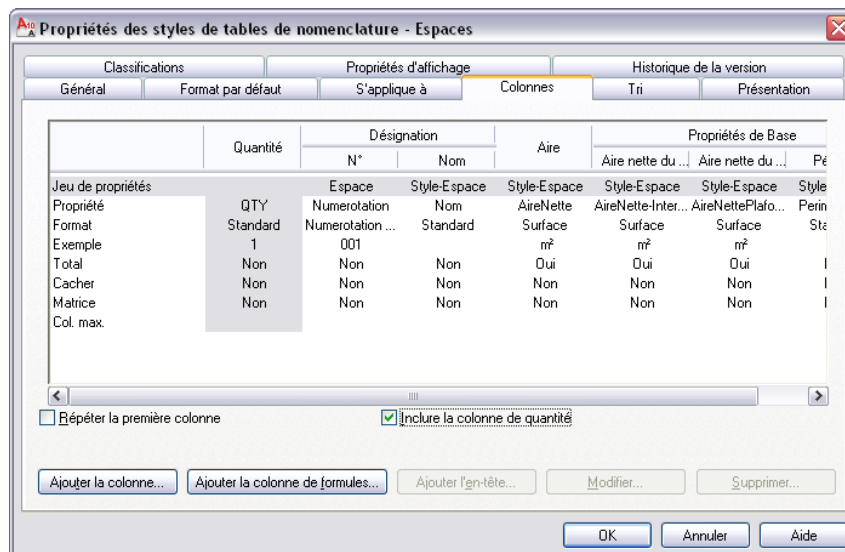 Propriétés des styles de tables de nomenclature - Espaces
Classifications Propriétés d'affichage Historique de la version
Général Format par défaut S'applique à Colonnes Tri Présentation
Quantité Désignation Aire Propriétés de Base
N° Nom Aire nette du ... Aire nette du ... Pé
Jeu de propriétés Espace Style-Espace Style-Espace Style-Espace Style-Espace Style
Propriété QTY Numerotation Nom AireNette AireNette-Inter... AireNettePlafo... Perin
Format Standard Numerotation ... Standard Surface Surface Surface Sta
Exemple 1 001 m² m² m²
Total Non Non Non Oui Oui Oui
Cacher Non Non Non Non Non Non
Matrice Non Non Non Non Non Non
Col. max.
Répéter la première colonne Inclure la colonne de quantité
Ajouter la colonne... Ajouter la colonne de formules... Ajouter l'en-tête... Modifier... Supprimer...
OK Annuler Aide